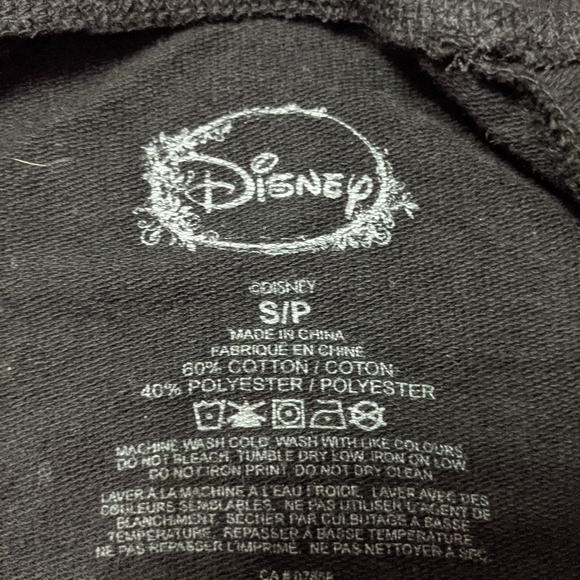 Disney
©DISNEY
S/P
MADE IN CHINA
FABRIQUÉ EN CHINE
60% COTTON / COTON
40% POLYESTER / POLYESTER
MACHINE WASH COLD, WASH WITH LIKE COLOURS,
DO NOT BLEACH, TUMBLE DRY LOW, IRON ON LOW,
DO NOT IRON PRINT, DO NOT DRY CLEAN
LAVER À LA MACHINE À L'EAU FROIDE, LAVER AVEC DES
COULEURS SEMBLABLES, NE PAS UTILISER L'AGENT DE
BLANCHIMENT, SÉCHER PAR CULBUTAGE À BASSE
TEMPÉRATURE, REPASSER À BASSE TEMPÉRATURE
NE PAS REPASSER L'IMPRIMÉ, NE PAS NETTOYER À SEC.
CA #